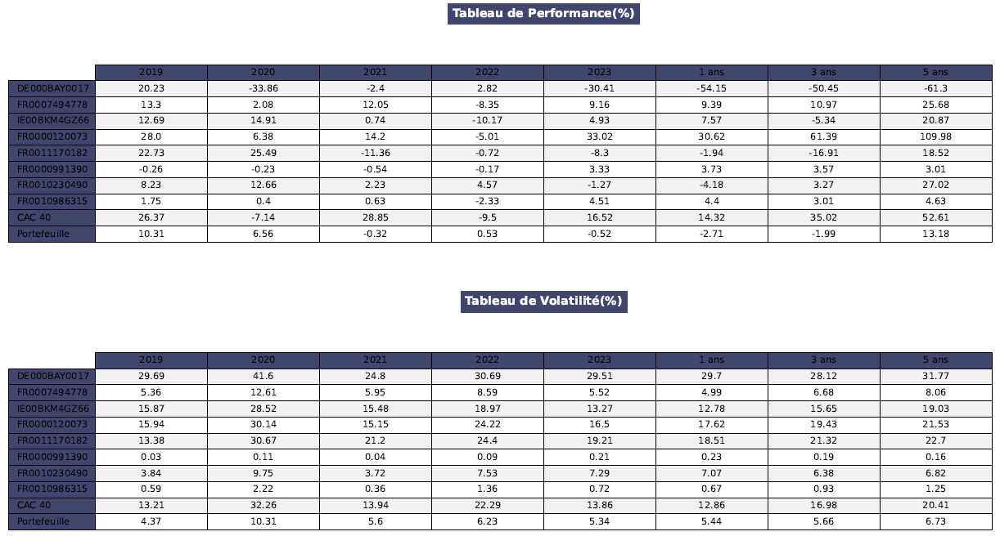 Tableau de Performance(%)
2019 2020 2021 2022 2023 1 ans 3 ans 5 ans
DE000BAY0017 20.23 -33.86 -2.4 2.82 -30.41 -54.15 -50.45 -61.3
FR0007494778 13.3 2.08 12.05 -8.35 9.16 9.39 10.97 25.68
IE00BKM4GZ66 12.69 14.91 0.74 -10.17 4.93 7.57 -5.34 20.87
FR0000120073 28.0 6.38 14.2 -5.01 33.02 30.62 61.39 109.98
FR0011170182 22.73 25.49 -11.36 -0.72 -8.3 -1.94 -16.91 18.52
FR0000991390 -0.26 -0.23 -0.54 -0.17 3.33 3.73 3.57 3.01
FR0010230490 8.23 12.66 2.23 4.57 -1.27 -4.18 3.27 27.02
FR0010986315 1.75 0.4 0.63 -2.33 4.51 4.4 3.01 4.63
CAC 40 26.37 -7.14 28.85 -9.5 16.52 14.32 35.02 52.61
Portefeuille 10.31 6.56 -0.32 0.53 -0.52 -2.71 -1.99 13.18
Tableau de Volatilité(%)
2019 2020 2021 2022 2023 1 ans 3 ans 5 ans
DE000BAY0017 29.69 41.6 24.8 30.69 29.51 29.7 28.12 31.77
FR0007494778 5.36 12.61 5.95 8.59 5.52 4.99 6.68 8.06
IE00BKM4GZ66 15.87 28.52 15.48 18.97 13.27 12.78 15.65 19.03
FR0000120073 15.94 30.14 15.15 24.22 16.5 17.62 19.43 21.53
FR0011170182 13.38 30.67 21.2 24.4 19.21 18.51 21.32 22.7
FR0000991390 0.03 0.11 0.04 0.09 0.21 0.23 0.19 0.16
FR0010230490 3.84 9.75 3.72 7.53 7.29 7.07 6.38 6.82
FR0010986315 0.59 2.22 0.36 1.36 0.72 0.67 0.93 1.25
CAC 40 13.21 32.26 13.94 22.29 13.86 12.86 16.98 20.41
Portefeuille 4.37 10.31 5.6 6.23 5.34 5.44 5.66 6.73